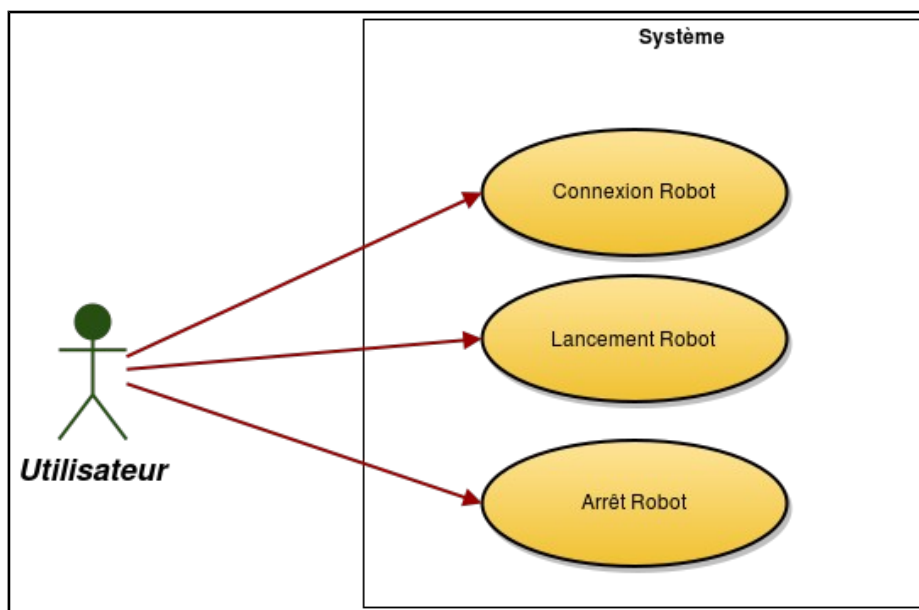 Système
Connexion Robot
Lancement Robot
Utilisateur
Arrêt Robot